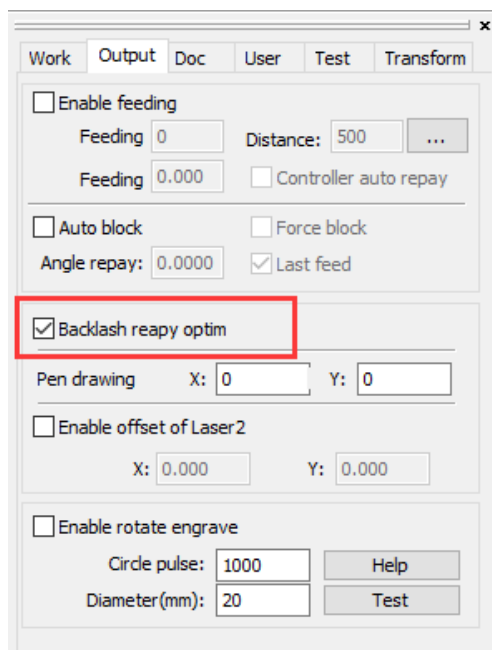 x
Work Output Doc User Test Transform
Enable feeding
Feeding 0 Distance: 500 ...
Feeding 0.000 Controller auto repay
Auto block Force block
Angle repay: 0.0000 Last feed
Backlash reapy optim
Pen drawing X: 0 Y: 0
Enable offset of Laser2
X: 0.000 Y: 0.000
Enable rotate engrave
Circle pulse: 1000 Help
Diameter(mm): 20 Test